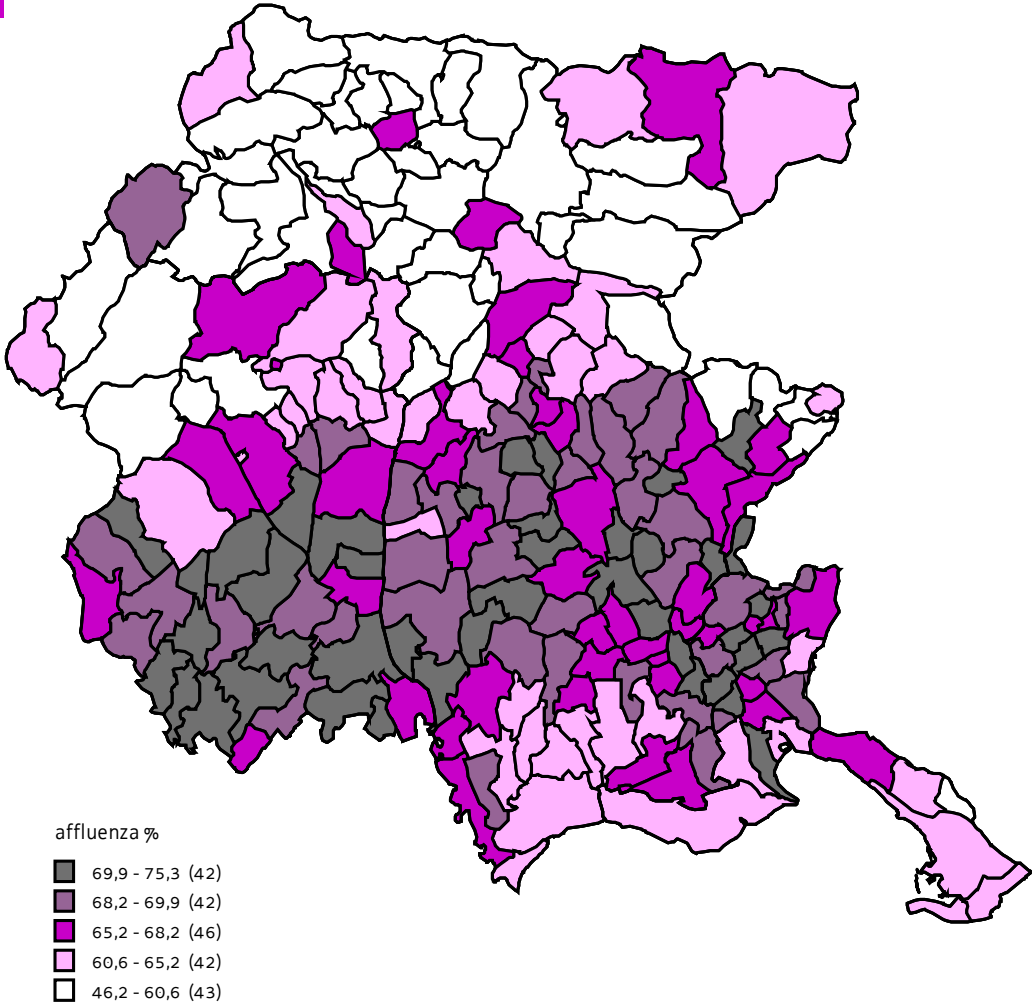 affluenza %
69,9 - 75,3 (42)
68,2 - 69,9 (42)
65,2 - 68,2 (46)
60,6 - 65,2 (42)
46,2 - 60,6 (43)